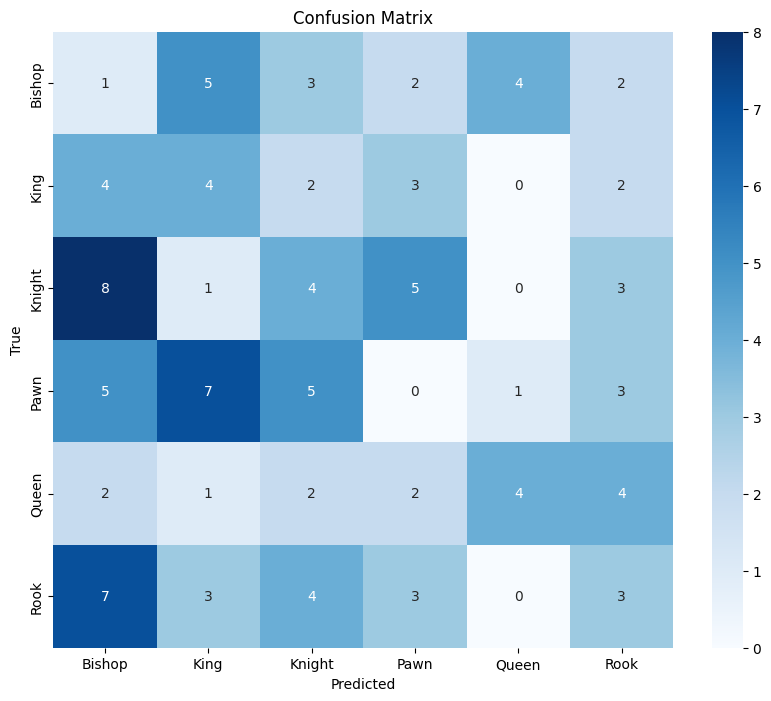 Confusion Matrix
8
Bishop 1 5 3 2 4 2
7
King 4 4 2 3 0 2
6
5
Knight 8 1 4 5 0 3
True
4
Pawn 5 7 5 0 1 3
3
Queen 2 1 2 2 4 4
2
Rook 7 3 4 3 0 3
1
0
Bishop King Knight Pawn Queen Rook
Predicted